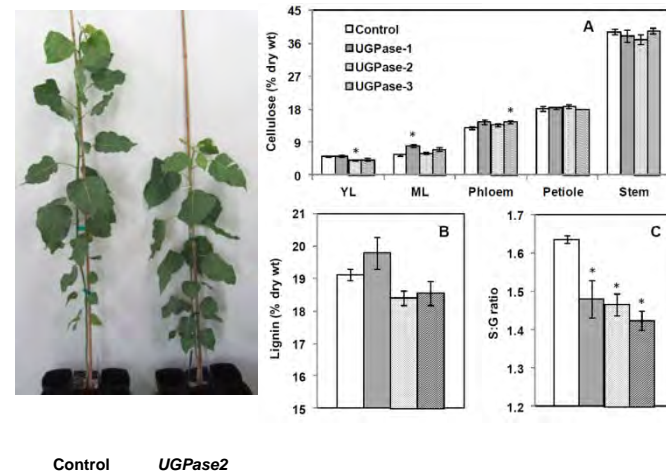 Control UGPase2
A
Cellulose (% dry wt)
45
36
27
18
9
0
Control
UGPase-1
UGPase-2
UGPase-3
* * *
YL ML Phloem Petiole Stem
B
Lignin (% dry wt)
21
20
19
18
17
16
15
C
S:G ratio
1.7
1.6
1.5
1.4
1.3
1.2
* * *